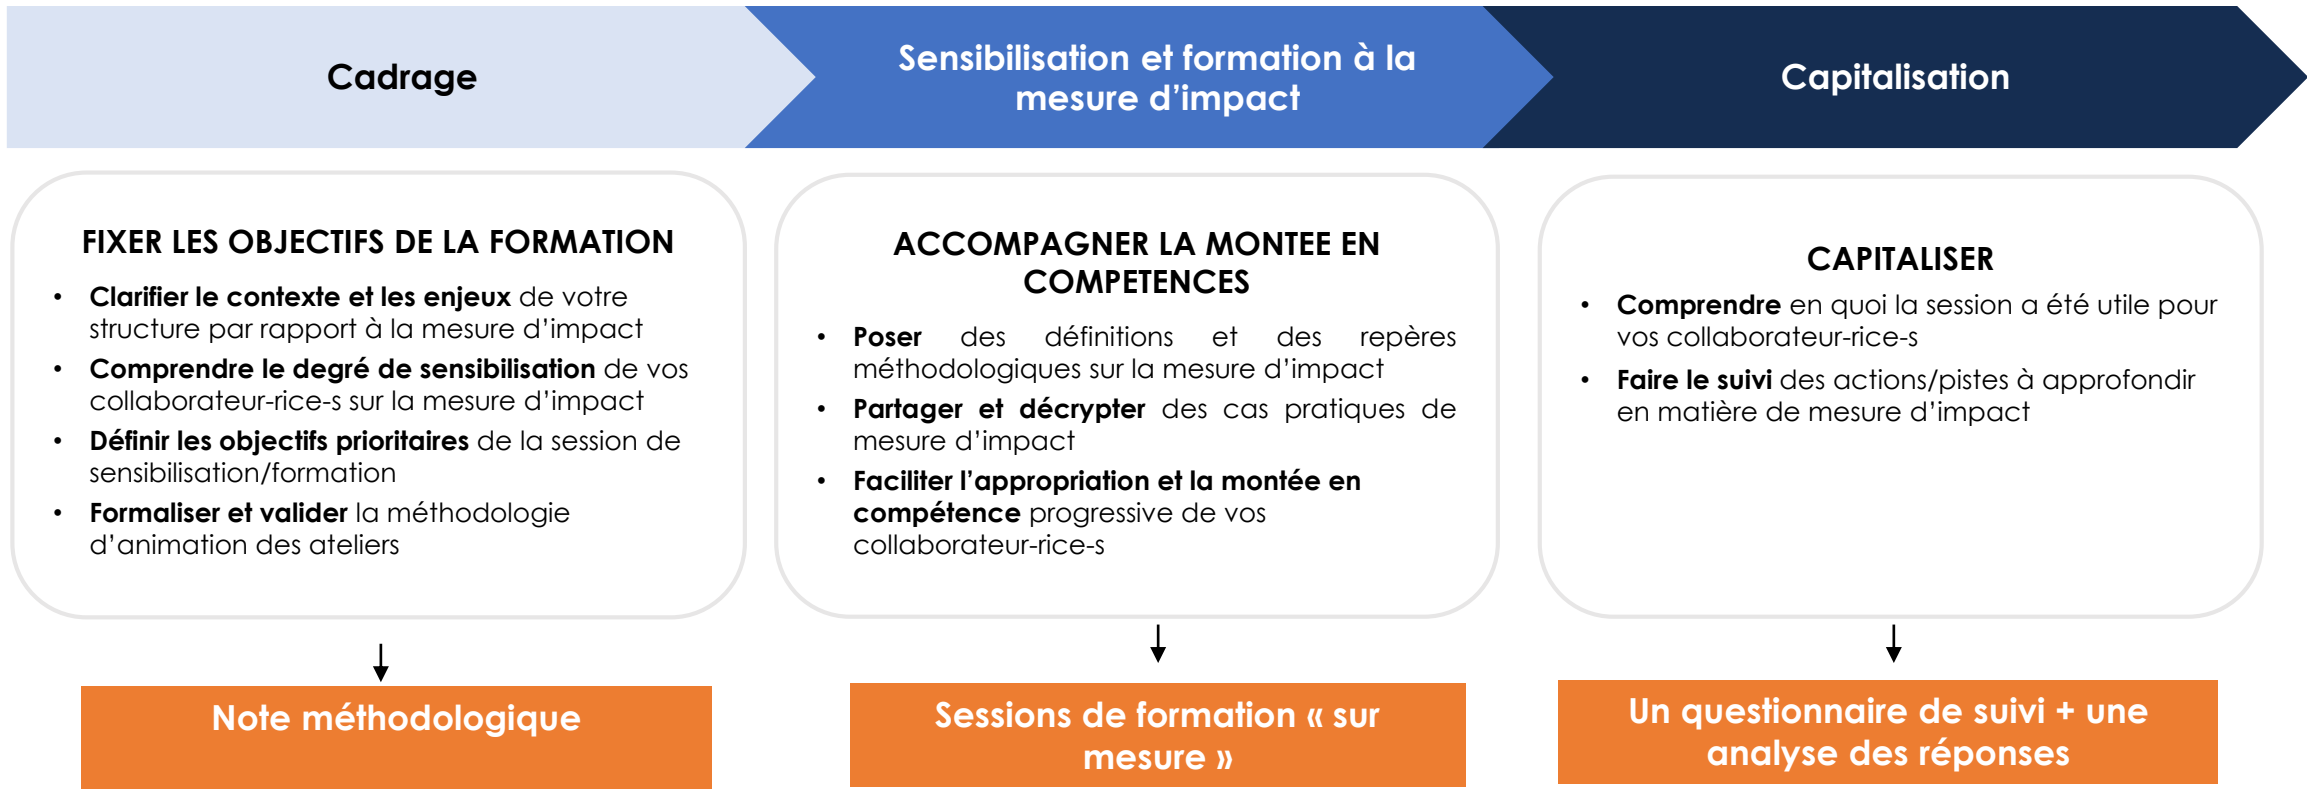 Cadrage
Sensibilisation et formation à la
mesure d’impact
Capitalisation
FIXER LES OBJECTIFS DE LA FORMATION
• Clarifier le contexte et les enjeux de votre
structure par rapport à la mesure d’impact
• Comprendre le degré de sensibilisation de vos
collaborateur-rice-s sur la mesure d’impact
• Définir les objectifs prioritaires de la session de
sensibilisation/formation
• Formaliser et valider la méthodologie
d’animation des ateliers
Note méthodologique
ACCOMPAGNER LA MONTEE EN
COMPETENCES
• Poser des définitions et des repères
méthodologiques sur la mesure d’impact
• Partager et décrypter des cas pratiques de
mesure d’impact
• Faciliter l’appropriation et la montée en
compétence progressive de vos
collaborateur-rice-s
Sessions de formation « sur
mesure »
CAPITALISER
• Comprendre en quoi la session a été utile pour
vos collaborateur-rice-s
• Faire le suivi des actions/pistes à approfondir
en matière de mesure d’impact
Un questionnaire de suivi + une
analyse des réponses